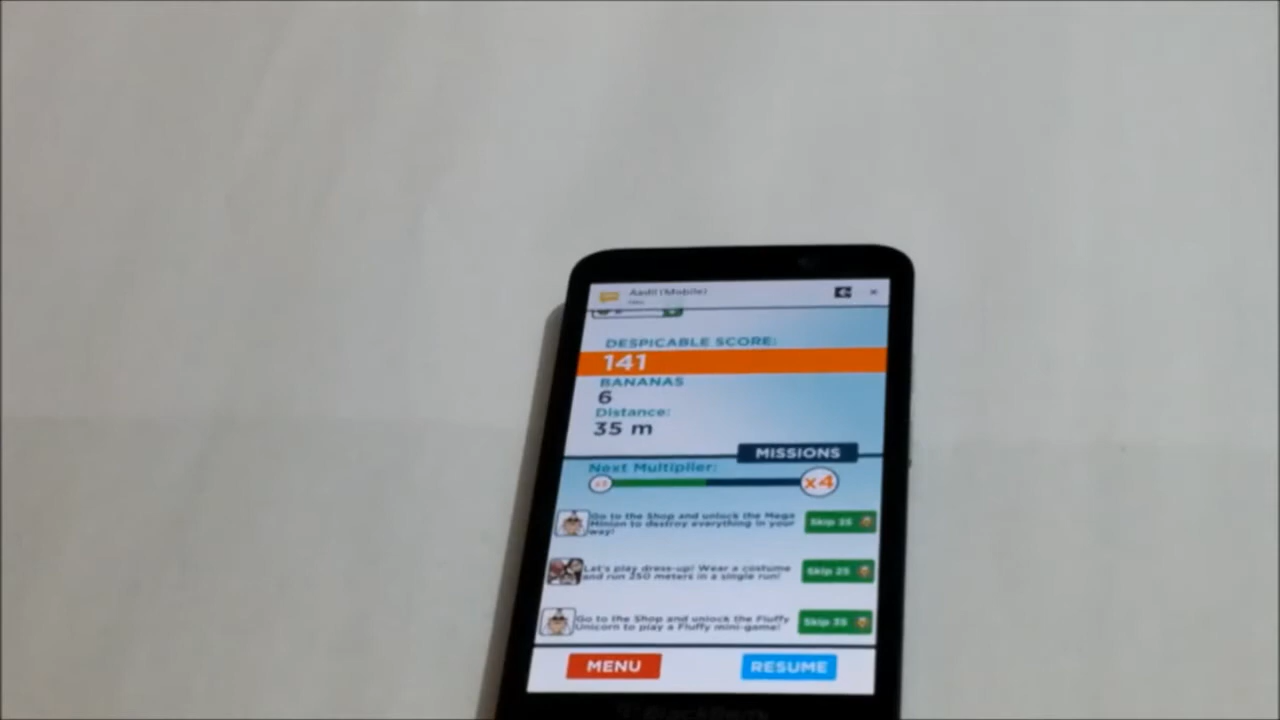 Aadil (Mobile)
DESPICABLE SCORE:
141
BANANAS
6
Distance:
35 m
MISSIONS
Next Multiplier:
x3
x4
Go to the Shop and unlock the Mega
Minion to destroy everything in your
way!
Skip 35
Let's play dress-up! Wear a costume
and run 250 meters in a single run!
Skip 25
Go to the Shop and unlock the Fluffy
Unicorn to play a Fluffy mini-game!
Skip 35
MENU
RESUME
BlackBerry